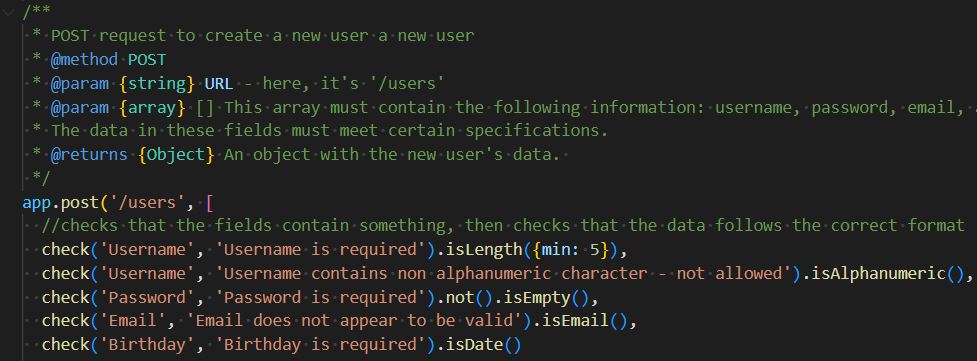 /**
 * POST request to create a new user a new user
 * @method POST
 * @param {string} URL - here, it's '/users'
 * @param {array} [] This array must contain the following information: username, password, email,
 * The data in these fields must meet certain specifications.
 * @returns {Object} An object with the new user's data.
 */
app.post('/users', [
  //checks that the fields contain something, then checks that the data follows the correct format
  check('Username', 'Username is required').isLength({min: 5}),
  check('Username', 'Username contains non alphanumeric character - not allowed').isAlphanumeric(),
  check('Password', 'Password is required').not().isEmpty(),
  check('Email', 'Email does not appear to be valid').isEmail(),
  check('Birthday', 'Birthday is required').isDate()